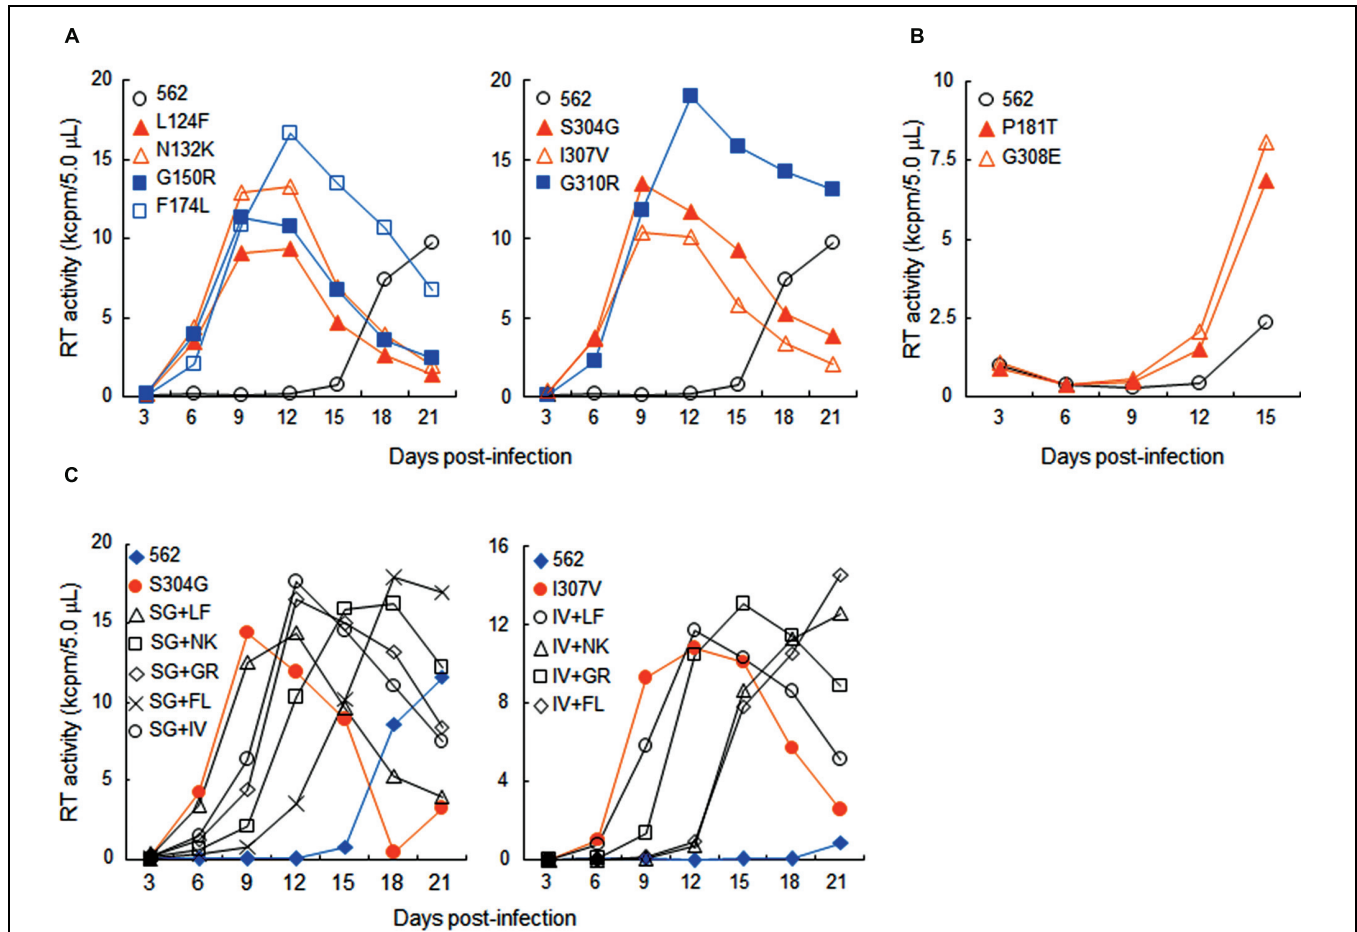 A
RT activity (kcpm/5.0 µL)
20
15
10
5
0
562
L124F
N132K
G150R
F174L
3 6 9 12 15 18 21
20
15
10
5
0
562
S304G
I307V
G310R
3 6 9 12 15 18 21
Days post-infection
B
RT activity (kcpm/5.0 µL)
10
7.5
5
2.5
0
562
P181T
G308E
3 6 9 12 15
Days post-infection
C
RT activity (kcpm/5.0 µL)
20
15
10
5
0
562
S304G
SG+LF
SG+NK
SG+GR
SG+FL
SG+IV
3 6 9 12 15 18 21
16
12
8
4
0
562
I307V
IV+LF
IV+NK
IV+GR
IV+FL
3 6 9 12 15 18 21
Days post-infection